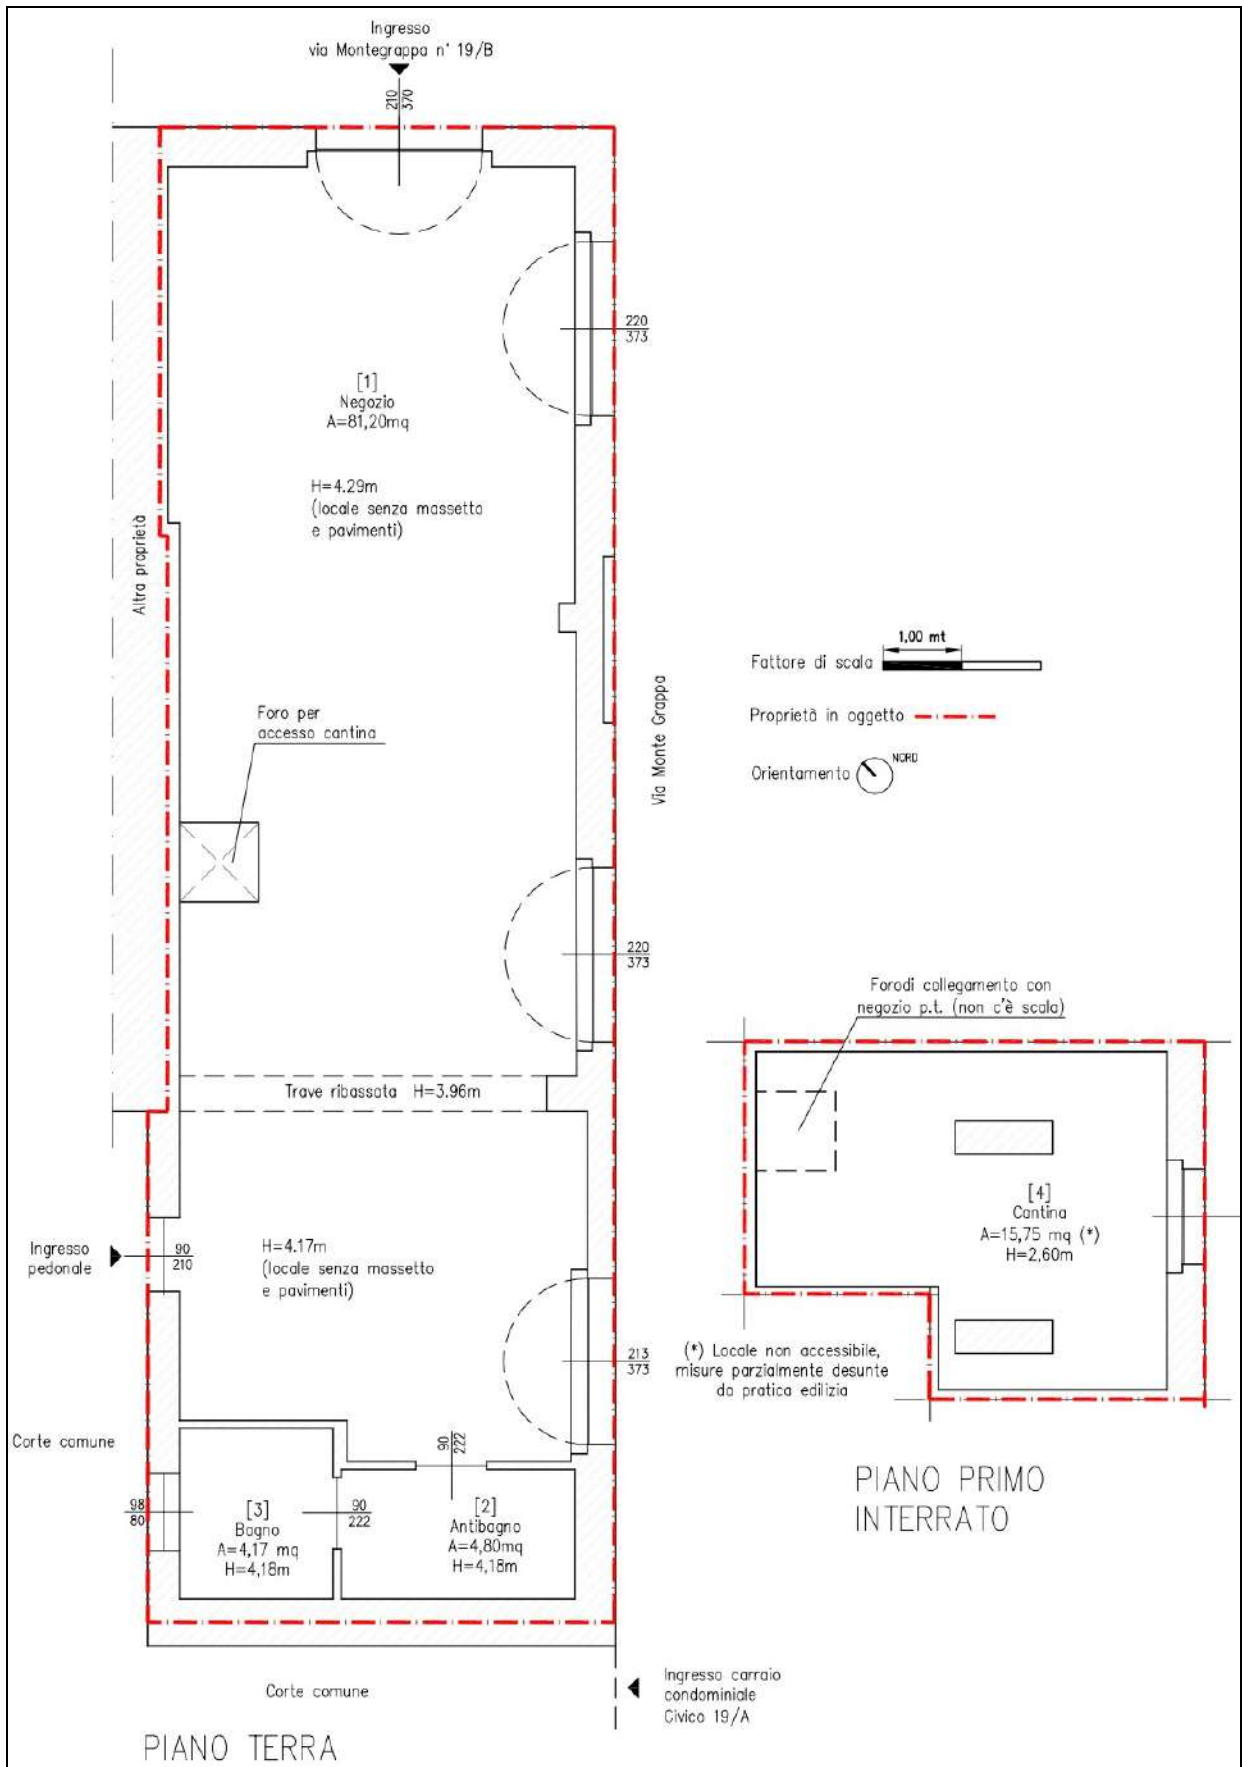 Ingresso
via Montegrappa n° 19/B
210
370
220
373
[1]
Negozio
A=81,20mq
H=4.29m
(locale senza massetto
e pavimenti)
Altra proprietà
1,00 mt
Fattore di scala
Via Monte Grappa
Proprietà in oggetto
Foro per
accesso cantina
NORD
Orientamento
220
373
Forodi collegamento con
negozio p.t. (non c'è scala)
Trave ribassata H=3.96m
[4]
Cantina
A=15,75 mq (*)
H=2,60m
Ingresso
pedonale
90
210
H=4.17m
(locale senza massetto
e pavimenti)
213
373
(*) Locale non accessibile,
misure parzialmente desunte
da pratica edilizia
Corte comune
90
222
PIANO PRIMO
INTERRATO
98
80
[3]
Bagno
A=4,17 mq
H=4,18m
90
222
[2]
Antibagno
A=4,80mq
H=4,18m
Corte comune
Ingresso carraio
condominiale
Civico 19/A
PIANO TERRA